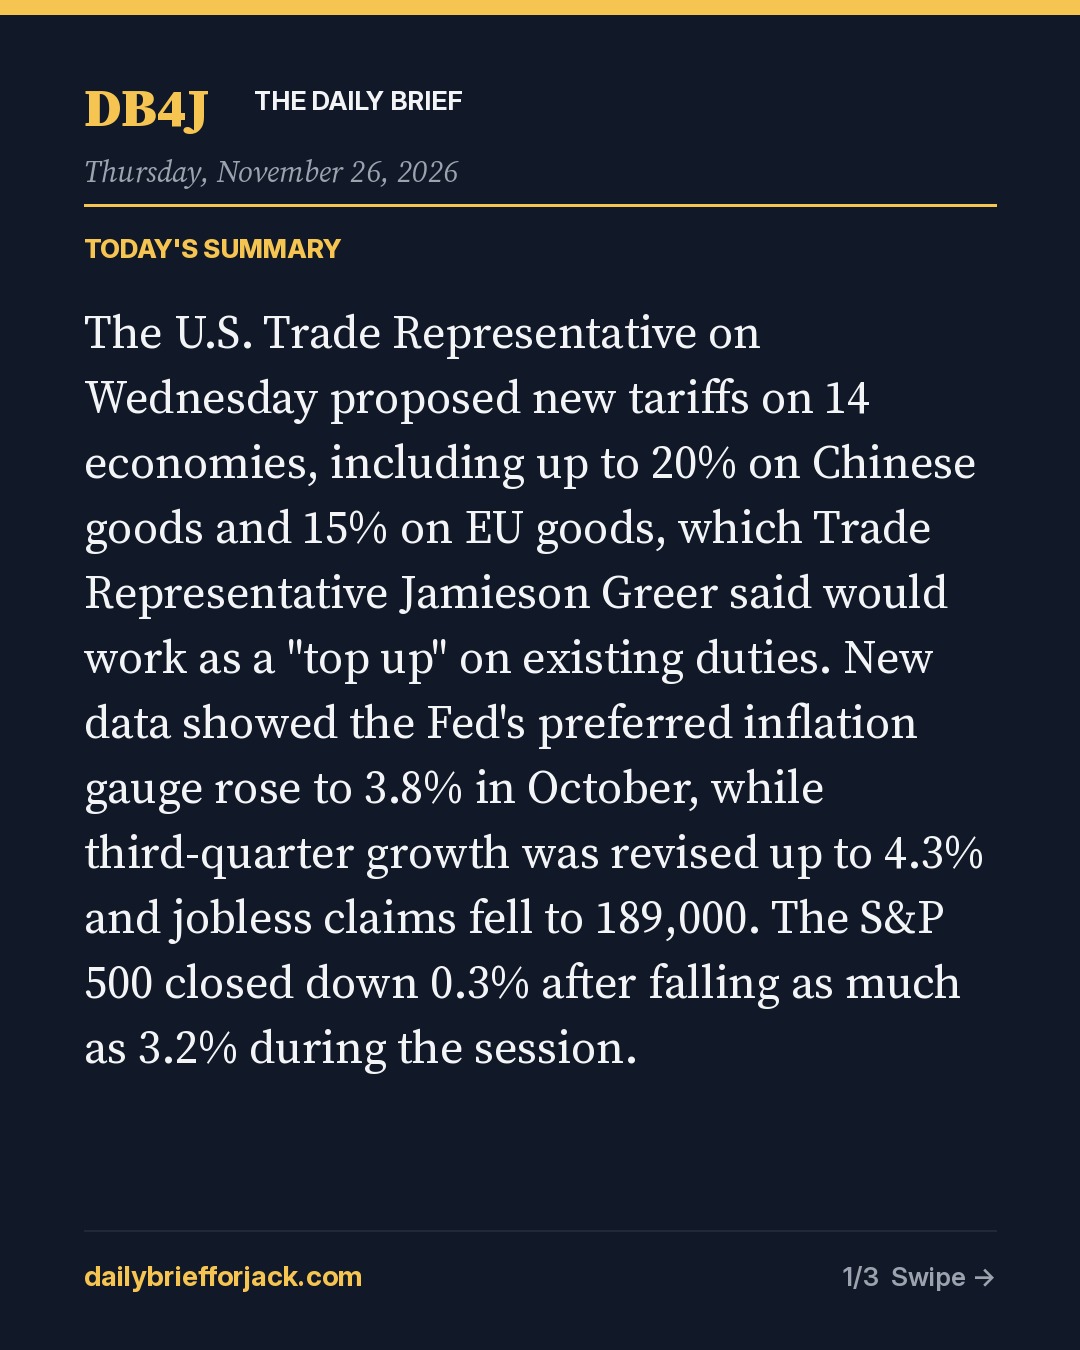 DB4J THE DAILY BRIEF
Thursday, November 26, 2026
TODAY'S SUMMARY
The U.S. Trade Representative on
Wednesday proposed new tariffs on 14
economies, including up to 20% on Chinese
goods and 15% on EU goods, which Trade
Representative Jamieson Greer said would
work as a "top up" on existing duties. New
data showed the Fed's preferred inflation
gauge rose to 3.8% in October, while
third-quarter growth was revised up to 4.3%
and jobless claims fell to 189,000. The S&P
500 closed down 0.3% after falling as much
as 3.2% during the session.
dailybriefforjack.com 1/3 Swipe →